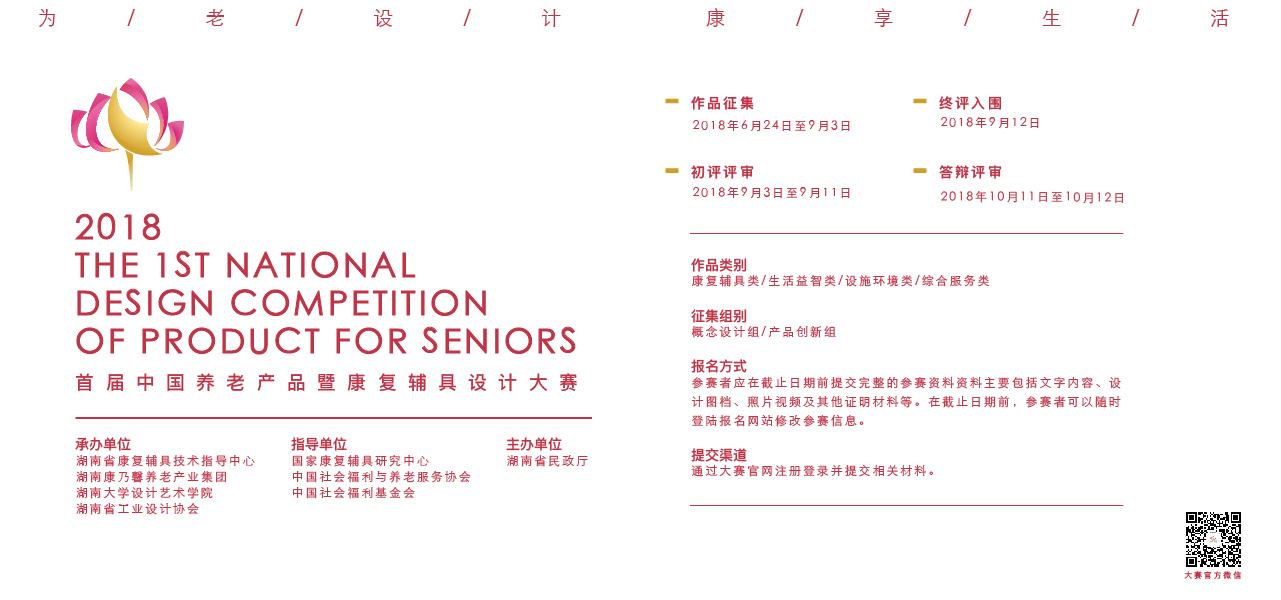 为 / 老 / 设 / 计
康 / 享 / 生 / 活
2018
THE 1ST NATIONAL
DESIGN COMPETITION
OF PRODUCT FOR SENIORS
首届中国养老产品暨康复辅具设计大赛
承办单位
湖南省康复辅具技术指导中心
湖南康乃馨养老产业集团
湖南大学设计艺术学院
湖南省工业设计协会
指导单位
国家康复辅具研究中心
中国社会福利与养老服务协会
中国社会福利基金会
主办单位
湖南省民政厅
作品征集
2018年6月24日至9月3日
终评入围
2018年9月12日
初评评审
2018年9月3日至9月11日
答辩评审
2018年10月11日至10月12日
作品类别
康复辅具类/生活益智类/设施环境类/综合服务类
征集组别
概念设计组/产品创新组
报名方式
参赛者应在截止日期前提交完整的参赛资料资料主要包括文字内容、设
计图档、照片视频及其他证明材料等。在截止日期前，参赛者可以随时
登陆报名网站修改参赛信息。
提交渠道
通过大赛官网注册登录并提交相关材料。
大赛官方微信